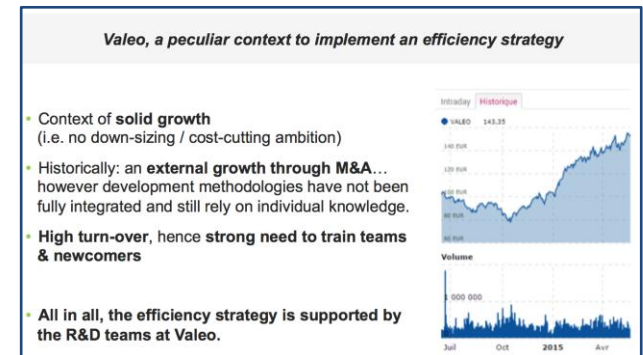 Valeo, a peculiar context to implement an efficiency strategy
• Context of solid growth
(i.e. no down-sizing / cost-cutting ambition)
• Historically: an external growth through M&A…
however development methodologies have not been
fully integrated and still rely on individual knowledge.
• High turn-over, hence strong need to train teams
& newcomers
• All in all, the efficiency strategy is supported by
the R&D teams at Valeo.
Intraday Historique
VALEO 143.35
140 EUR
120 EUR
100 EUR
80 EUR
60 EUR
Volume
1 000 000
Juil Oct 2015 Avr